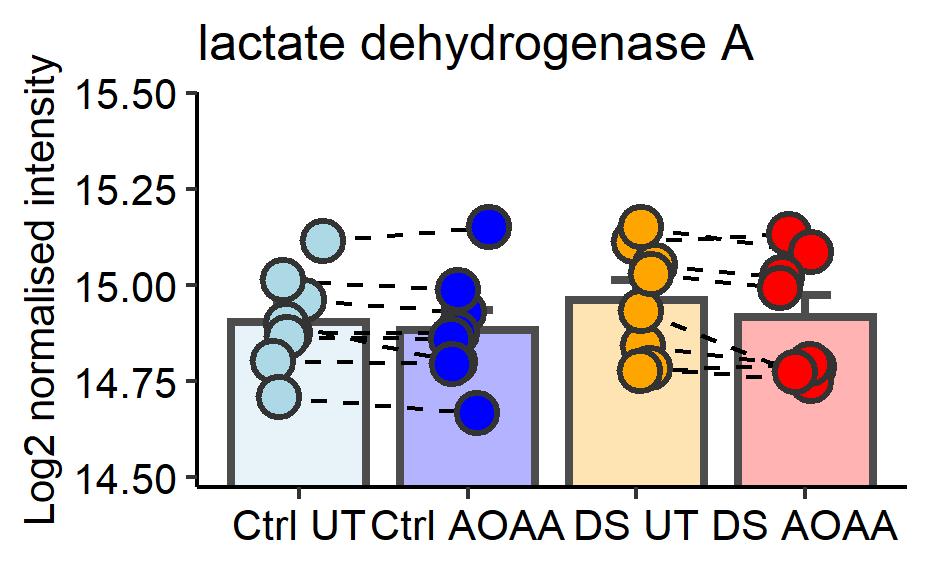 lactate dehydrogenase A
Log2 normalised intensity
15.50
15.25
15.00
14.75
14.50
Ctrl UT Ctrl AOAA DS UT DS AOAA